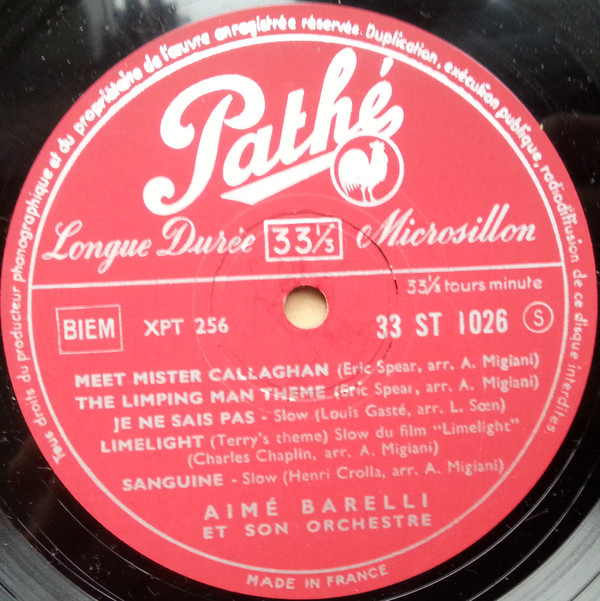 Tous droits du producteur phonographique et du propriétaire de l'œuvre enregistrée réservés. Duplication, exécution publique, radiodiffusion de ce disque interdites.
Pathé
Longue Durée 33⅓ Microsillon
33⅓ tours minute
BIEM XPT 256 33 ST 1026 S
MEET MISTER CALLAGHAN (Eric Spear, arr. A. Migiani)
THE LIMPING MAN THEME (Eric Spear, arr. A. Migiani)
JE NE SAIS PAS - Slow (Louis Gasté, arr. L. Sœn)
LIMELIGHT (Terry's theme) Slow du film "Limelight"
(Charles Chaplin, arr. A. Migiani)
SANGUINE - Slow (Henri Crolla, arr. A. Migiani)
AIMÉ BARELLI
ET SON ORCHESTRE
MADE IN FRANCE